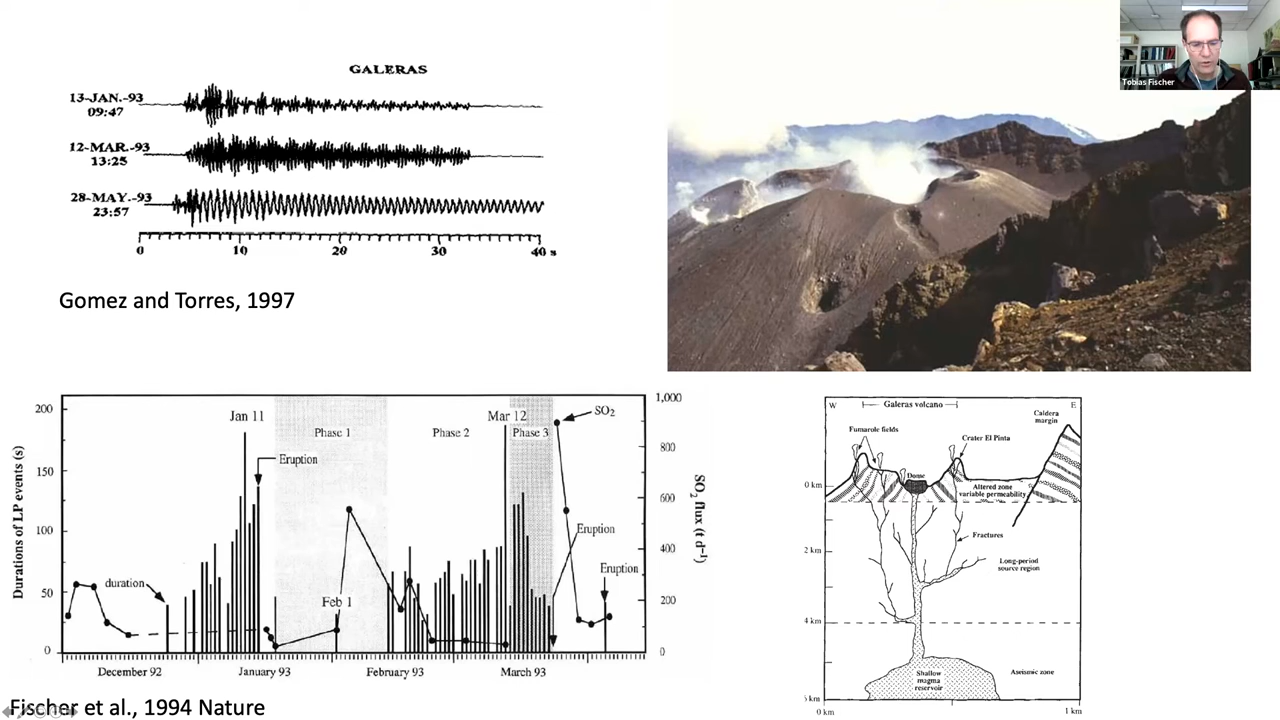 GALERAS
13-JAN.-93
09:47
12-MAR.-93
13:25
28-MAY.-93
23:57
0 10 20 30 40 s
Gomez and Torres, 1997
Tobias Fischer
200
150
100
50
0
Durations of LP events (s)
Jan 11
Eruption
Phase 1
Phase 2
Mar 12
Phase 3
SO2
duration
Feb 1
Eruption
Eruption
1,000
800
600
400
200
0
SO2 flux (t d–1)
December 92 January 93 February 93 March 93
Fischer et al., 1994 Nature
W Galeras volcano E
Caldera
margin
Fumarole fields
Crater El Pinta
Dome
0 km
Altered zone
variable permeability
Fractures
2 km
Long-period
source region
4 km
Shallow
magma
reservoir
Aseismic zone
5 km
0 km 1 km